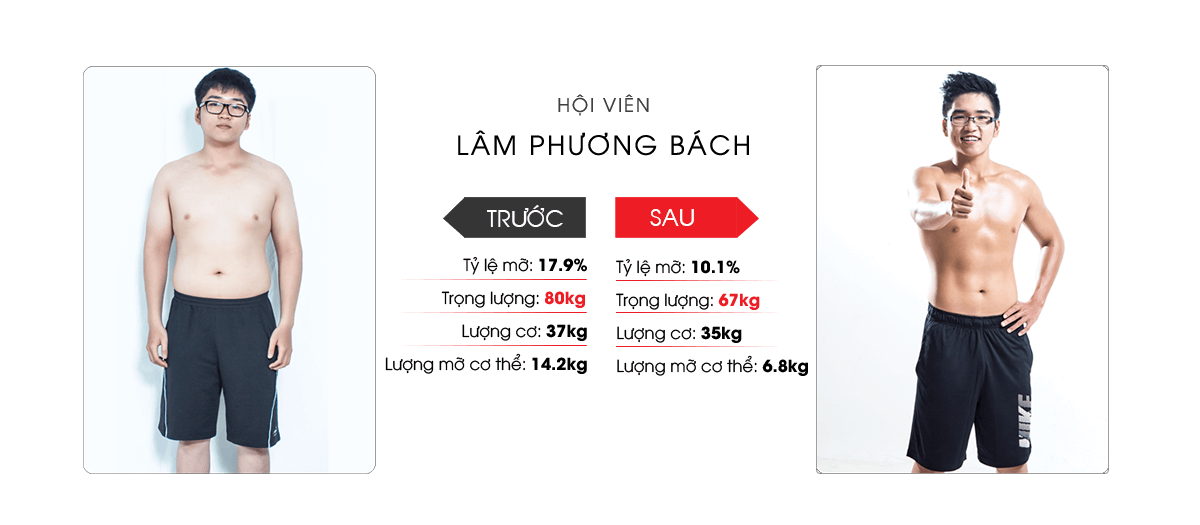 HỘI VIÊN
LÂM PHƯƠNG BÁCH
TRƯỚC
Tỷ lệ mỡ: 17.9%
Trọng lượng: 80kg
Lượng cơ: 37kg
Lượng mỡ cơ thể: 14.2kg
SAU
Tỷ lệ mỡ: 10.1%
Trọng lượng: 67kg
Lượng cơ: 35kg
Lượng mỡ cơ thể: 6.8kg
NIKE